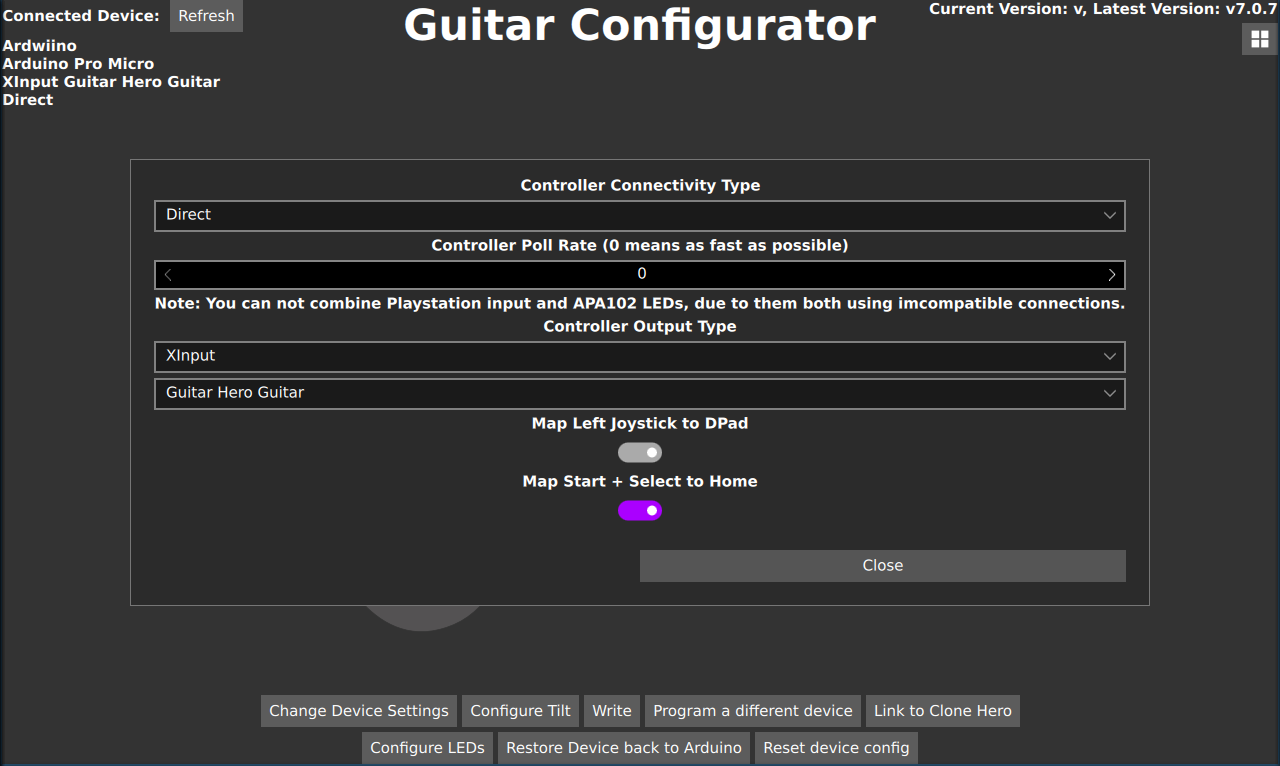 Connected Device: Refresh
Guitar Configurator
Current Version: v, Latest Version: v7.0.7
Ardwiino
Arduino Pro Micro
XInput Guitar Hero Guitar
Direct
Controller Connectivity Type
Direct
Controller Poll Rate (0 means as fast as possible)
0
Note: You can not combine Playstation input and APA102 LEDs, due to them both using imcompatible connections.
Controller Output Type
XInput
Guitar Hero Guitar
Map Left Joystick to DPad
Map Start + Select to Home
Close
Change Device Settings Configure Tilt Write Program a different device Link to Clone Hero
Configure LEDs Restore Device back to Arduino Reset device config